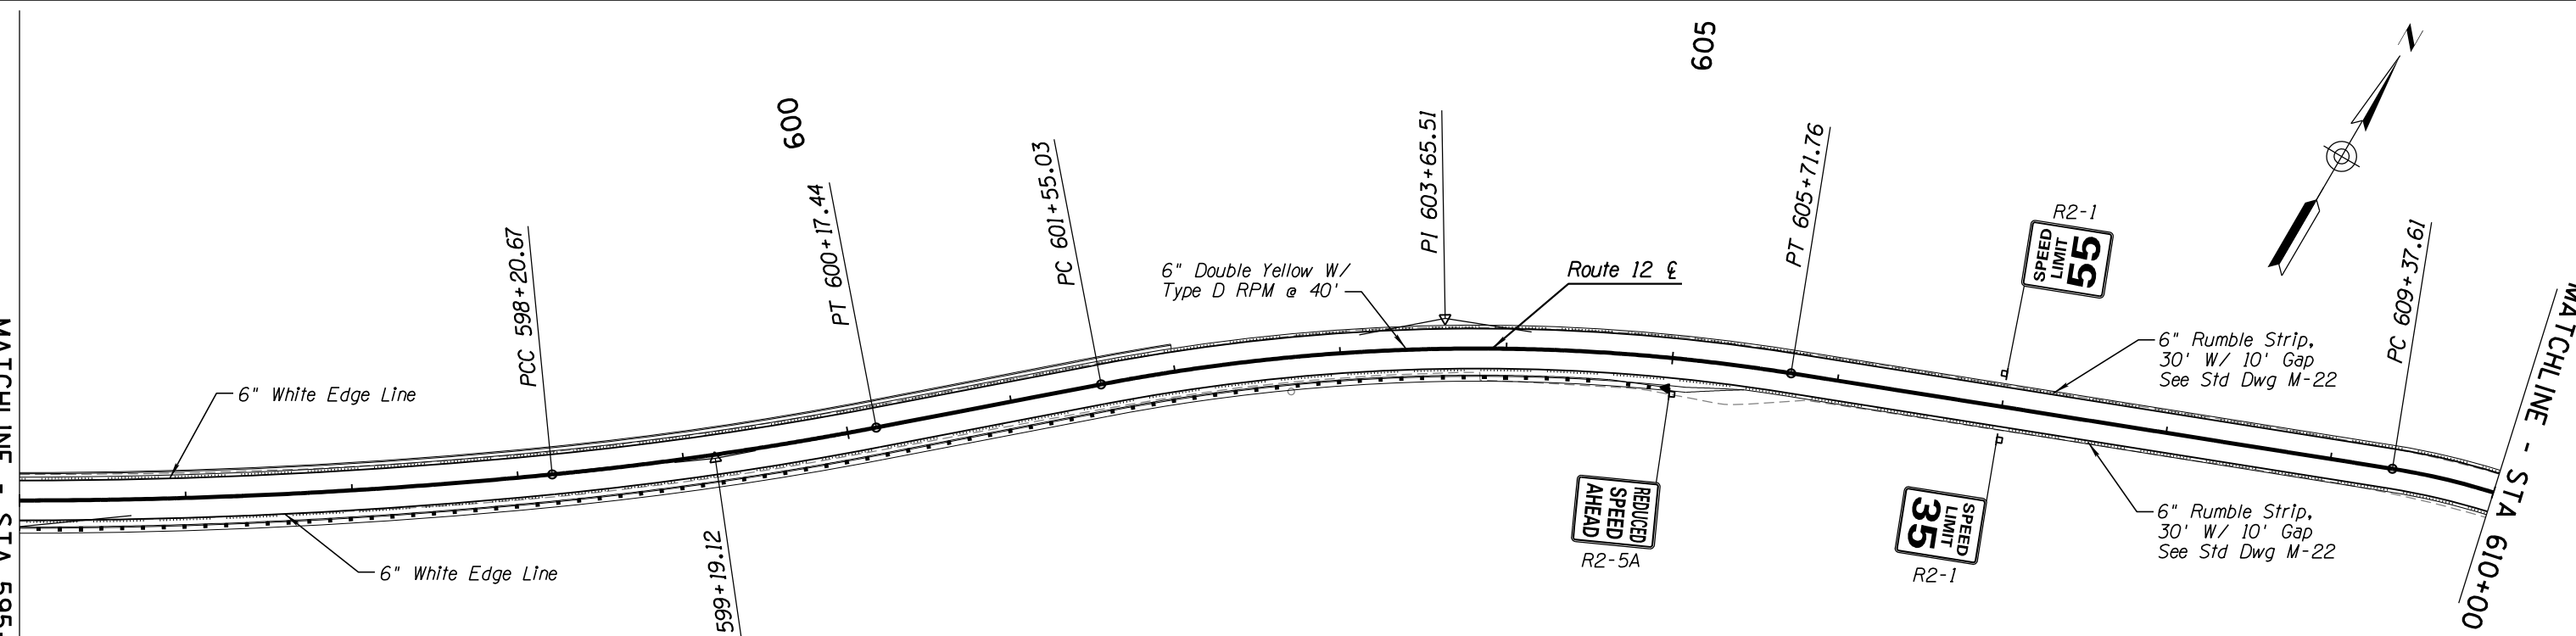 605
N
600
PI 603+65.51
PT 605+71.76
PC 601+55.03
PT 600+17.44
R2-1
SPEED
LIMIT
55
PCC 598+20.67
PC 609+37.61
6" Double Yellow W/
Type D RPM @ 40'
Route 12 ℄
6" Rumble Strip,
30' W/ 10' Gap
See Std Dwg M-22
6" White Edge Line
MATCHLINE - STA 595
MATCHLINE - STA 610+00
REDUCED
SPEED
AHEAD
R2-5A
SPEED
LIMIT
35
R2-1
6" Rumble Strip,
30' W/ 10' Gap
See Std Dwg M-22
599+19.12
6" White Edge Line